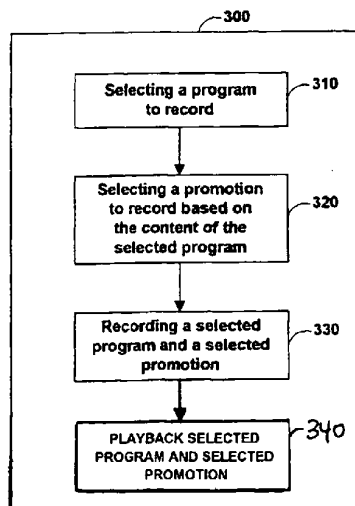 300
Selecting a program
to record
310
Selecting a promotion
to record based on
the content of the
selected program
320
Recording a selected
program and a selected
promotion
330
PLAYBACK SELECTED
PROGRAM AND SELECTED
PROMOTION
340